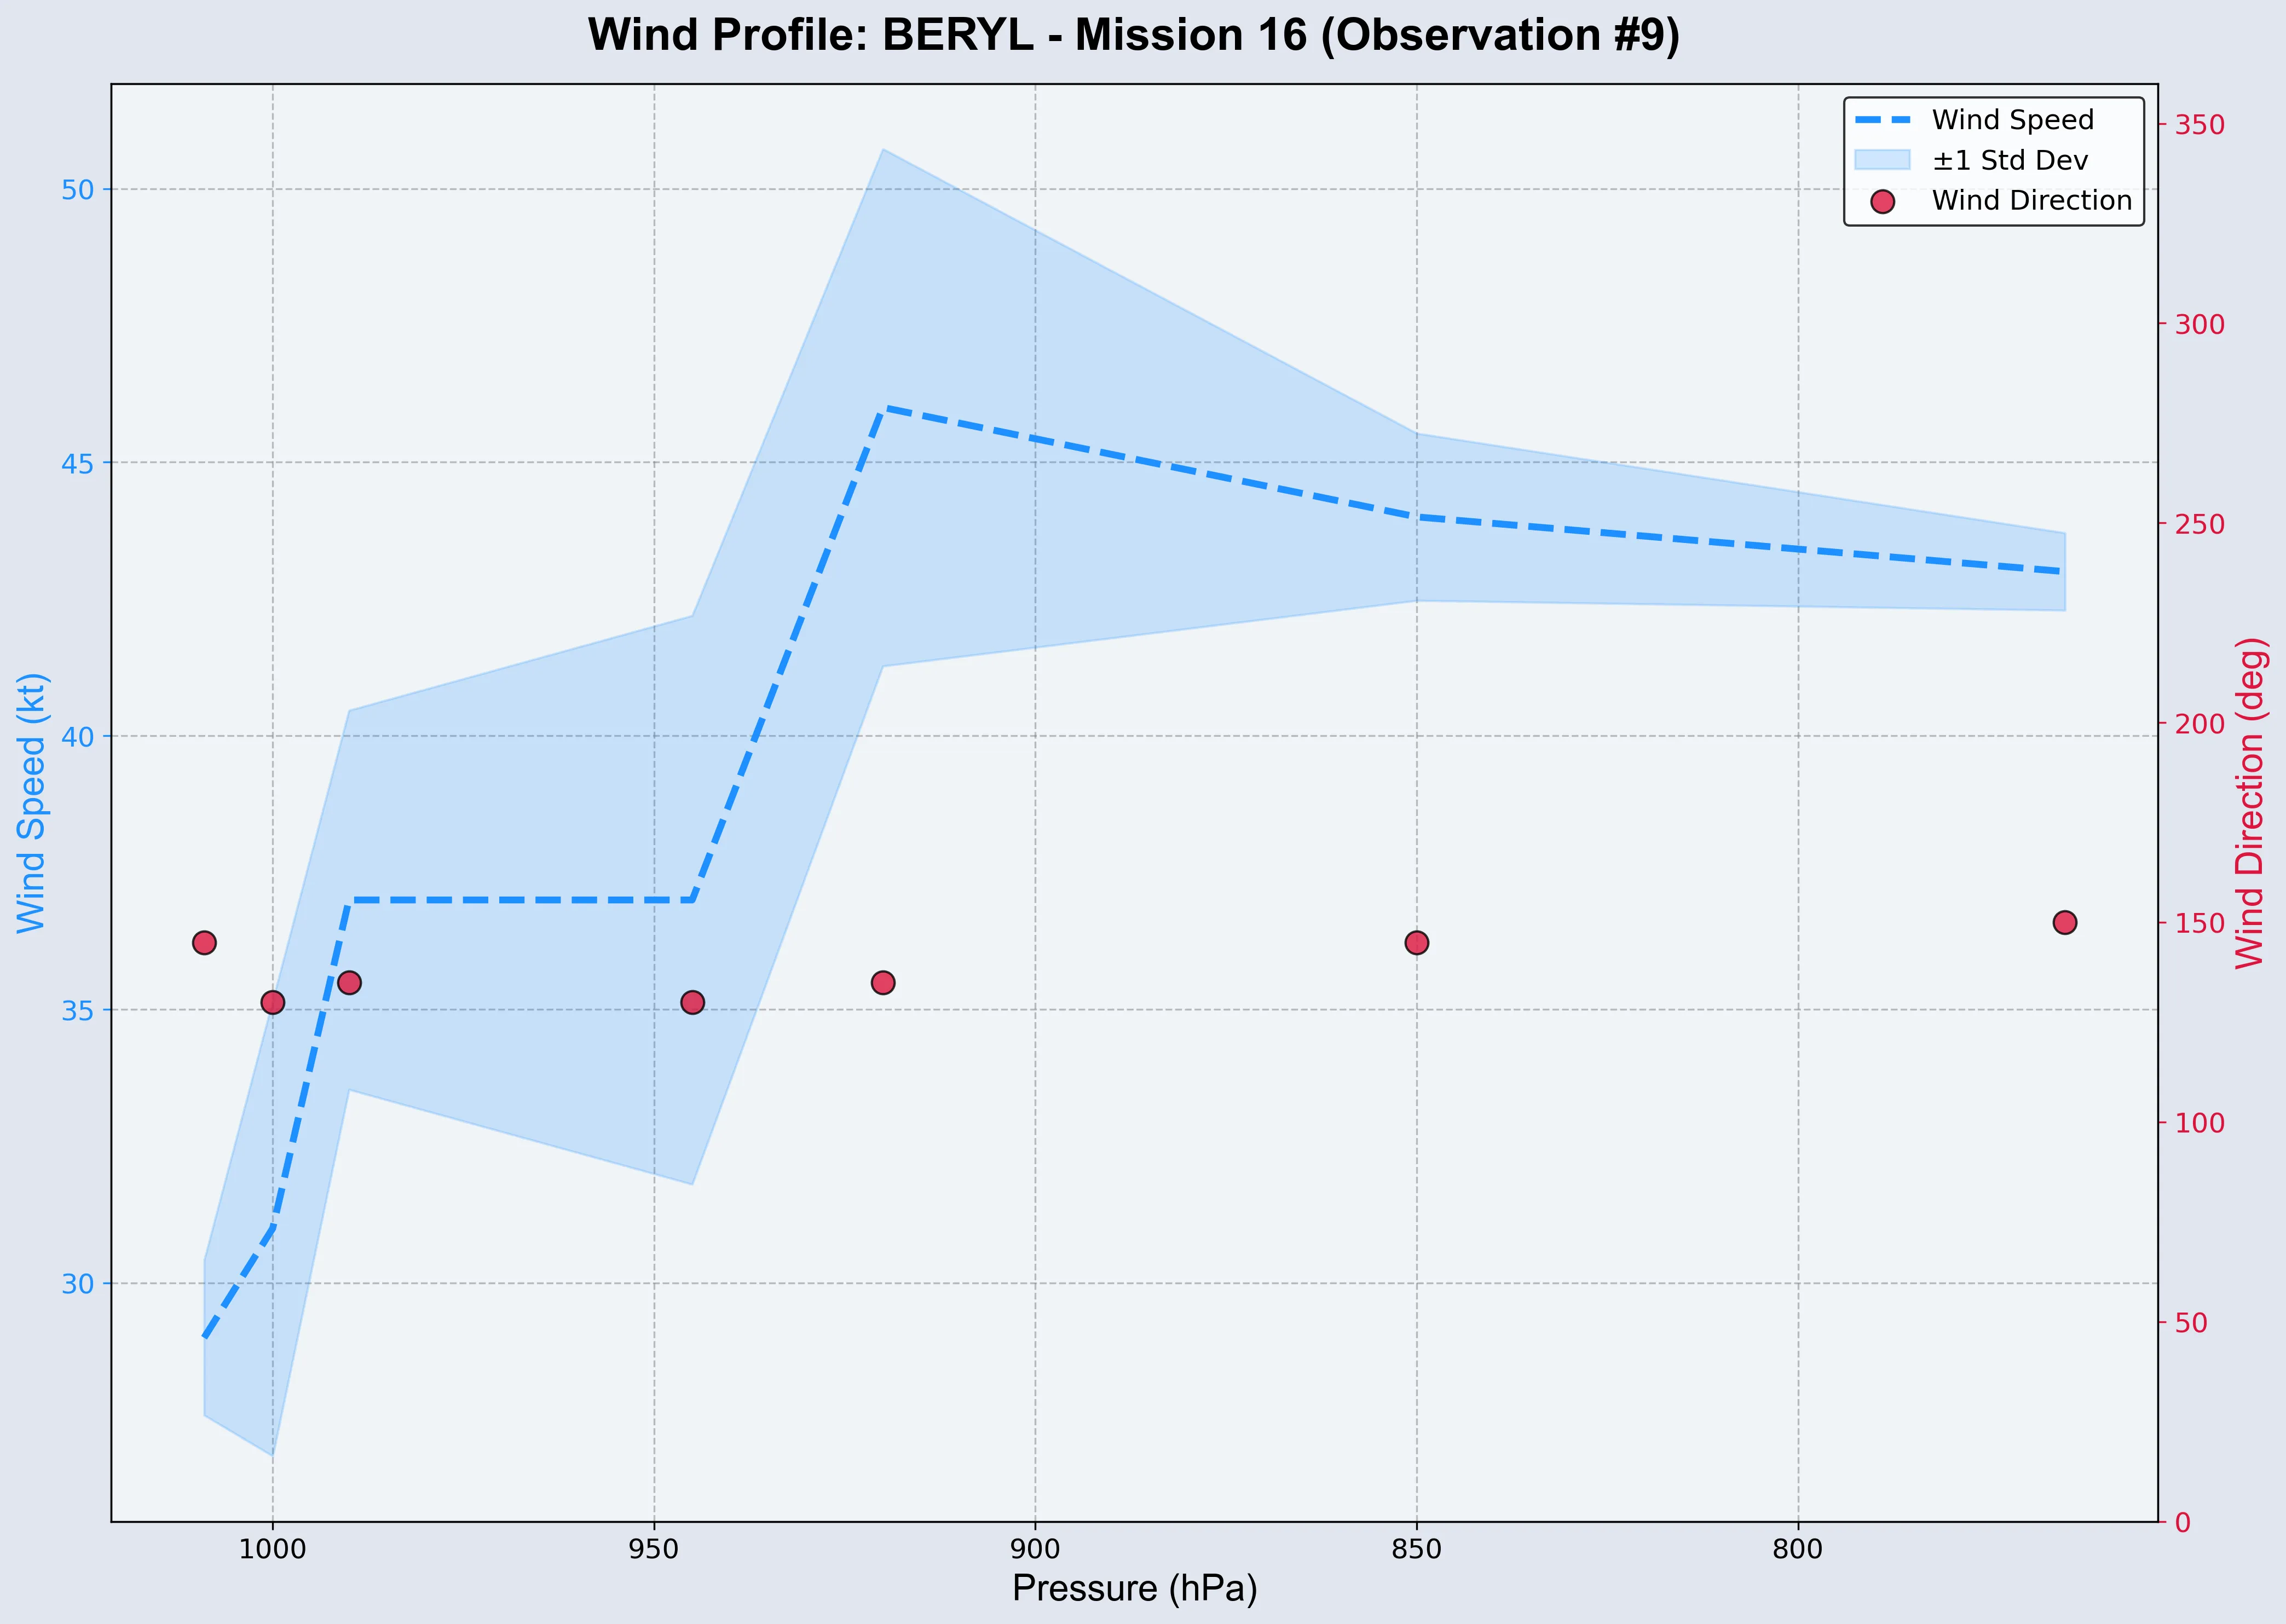 Wind Profile: BERYL - Mission 16 (Observation #9)
Wind Speed
±1 Std Dev
Wind Direction
Wind Speed (kt)
50
45
40
35
30
350
300
250
200
150
100
50
0
Wind Direction (deg)
1000
950
900
850
800
Pressure (hPa)